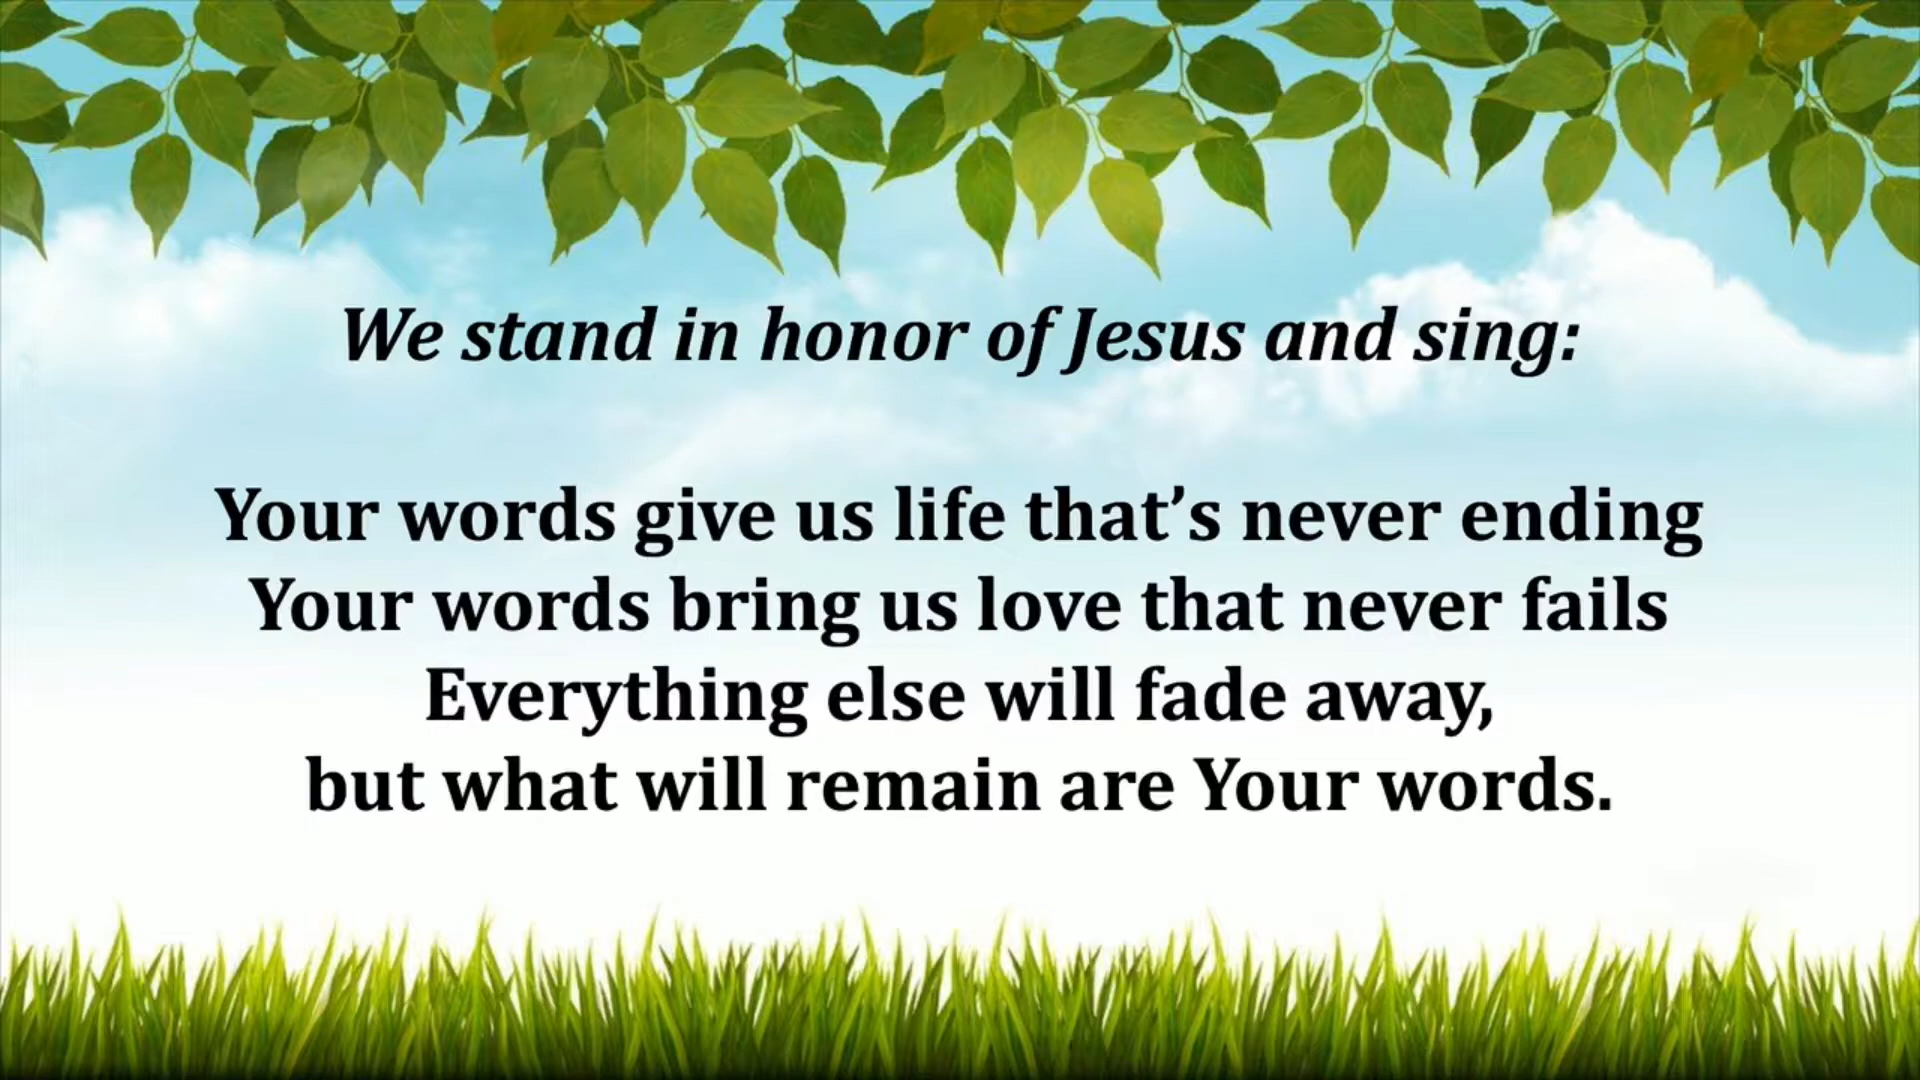 We stand in honor of Jesus and sing:
Your words give us life that’s never ending
Your words bring us love that never fails
Everything else will fade away,
but what will remain are Your words.